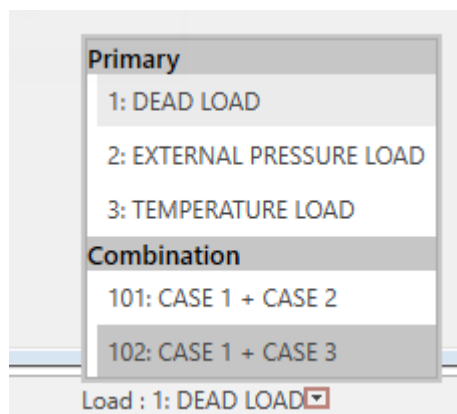 Primary
1: DEAD LOAD
2: EXTERNAL PRESSURE LOAD
3: TEMPERATURE LOAD
Combination
101: CASE 1 + CASE 2
102: CASE 1 + CASE 3
Load : 1: DEAD LOAD